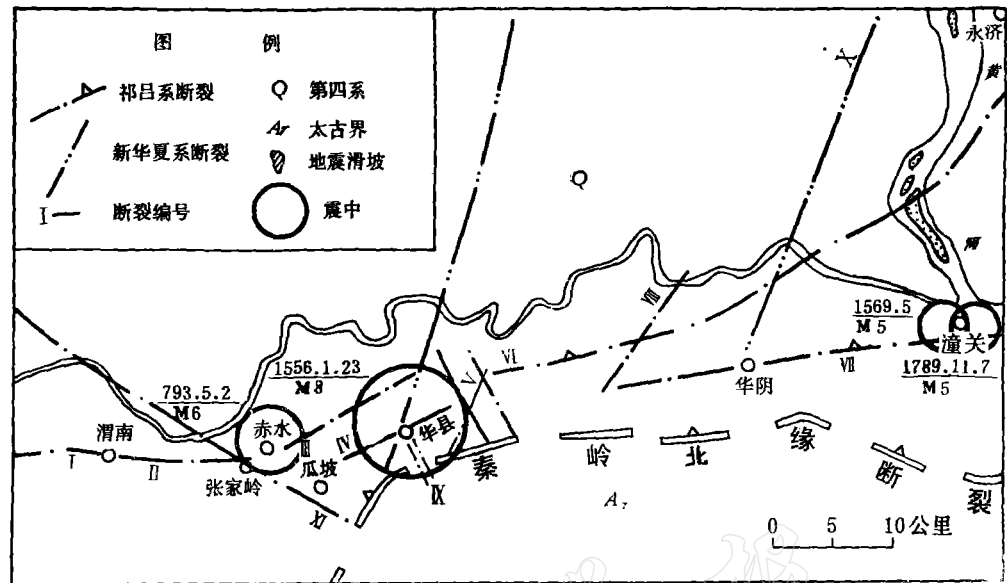 图 例
祁吕系断裂
新华夏系断裂
I 断裂编号
Q 第四系
Ar 太古界
地震滑坡
震中
永济
黄
河
X
Q
VIII
1569.5
M5
潼关
1789.11.7
M5
VI
VII
华阴
V
1556.1.23
M8
793.5.2
M6
渭南
赤水
III
IV
华县
I
II
张家岭
瓜坡
IX
XI
秦岭北缘断裂
Ar
0 5 10公里